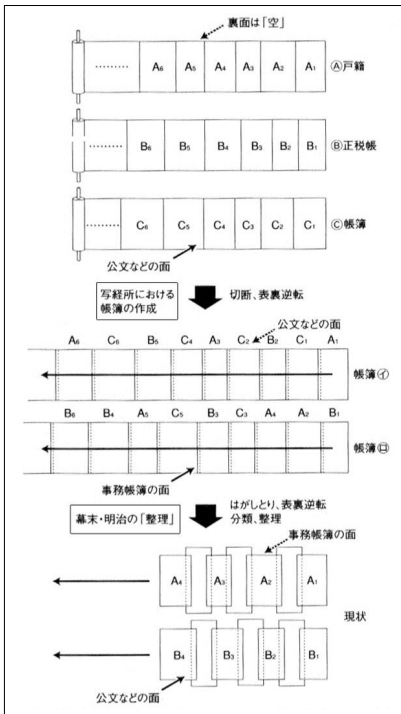 裏面は「空」
……… A₆ A₅ A₄ A₃ A₂ A₁ Ⓐ戸籍
……… B₆ B₅ B₄ B₃ B₂ B₁ Ⓑ正税帳
……… C₆ C₅ C₄ C₃ C₂ C₁ Ⓒ帳簿
公文などの面
写経所における
帳簿の作成
切断、表裏逆転
公文などの面
A₆ C₆ B₅ C₄ A₃ C₂ B₂ C₁ A₁
帳簿㋑
B₆ B₄ A₅ C₅ B₃ C₃ A₄ A₂ B₁
帳簿㋺
事務帳簿の面
幕末・明治の「整理」
はがしとり、表裏逆転
分類、整理
事務帳簿の面
A₄ A₃ A₂ A₁
現状
B₄ B₃ B₂ B₁
公文などの面